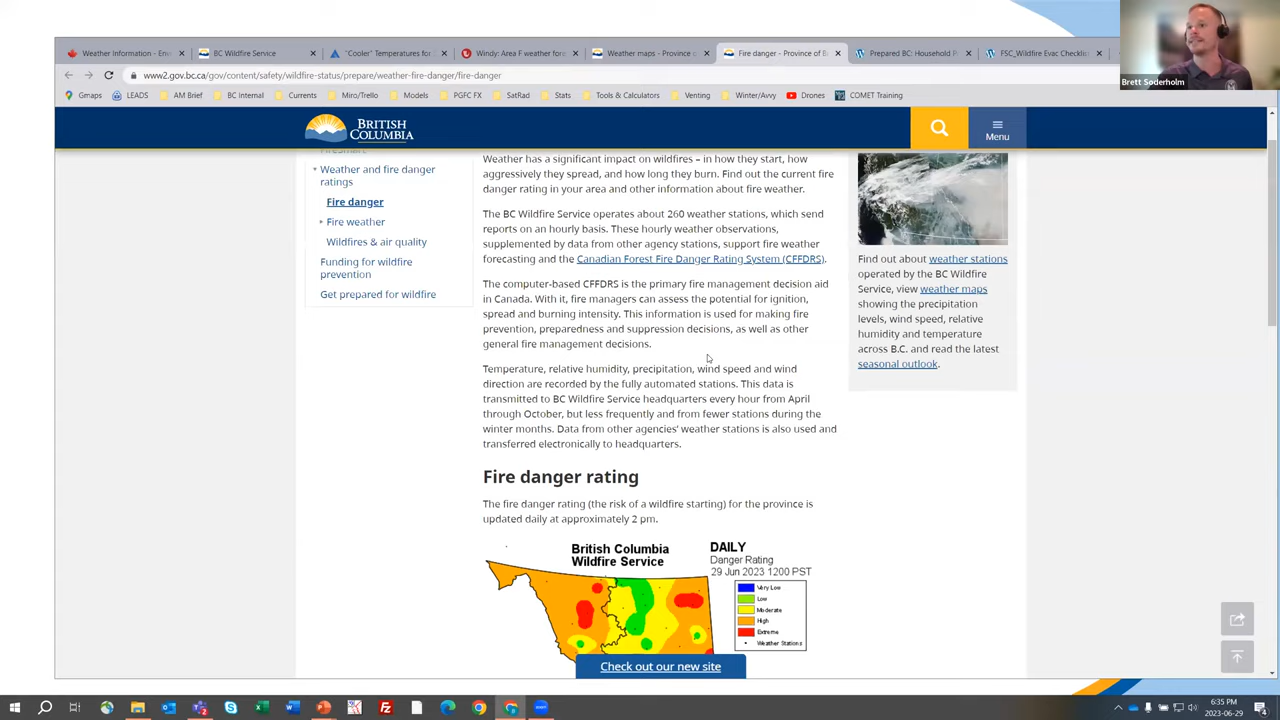 Weather Information - Env
BC Wildfire Service
"Cooler" Temperatures for
Windy: Area F weather for
Weather maps - Province o
Fire danger - Province of B
Prepared BC: Household P
FSC_Wildfire Evac Checklis
www2.gov.bc.ca/gov/content/safety/wildfire-status/prepare/weather-fire-danger/fire-danger
Gmaps
LEADS
AM Brief
BC Internal
Currents
Miro/Trello
Models
PGFC FX
SatRad
Stats
Tools & Calculators
Venting
Winter/Avvy
Drones
COMET Training
Brett Soderholm
BRITISH
COLUMBIA
Menu
FireSmart
Weather and fire danger
ratings
Fire danger
Fire weather
Wildfires & air quality
Funding for wildfire
prevention
Get prepared for wildfire
Weather has a significant impact on wildfires – in how they start, how
aggressively they spread, and how long they burn. Find out the current fire
danger rating in your area and other information about fire weather.
The BC Wildfire Service operates about 260 weather stations, which send
reports on an hourly basis. These hourly weather observations,
supplemented by data from other agency stations, support fire weather
forecasting and the Canadian Forest Fire Danger Rating System (CFFDRS).
The computer-based CFFDRS is the primary fire management decision aid
in Canada. With it, fire managers can assess the potential for ignition,
spread and burning intensity. This information is used for making fire
prevention, preparedness and suppression decisions, as well as other
general fire management decisions.
Temperature, relative humidity, precipitation, wind speed and wind
direction are recorded by the fully automated stations. This data is
transmitted to BC Wildfire Service headquarters every hour from April
through October, but less frequently and from fewer stations during the
winter months. Data from other agencies' weather stations is also used and
transferred electronically to headquarters.
Fire danger rating
The fire danger rating (the risk of a wildfire starting) for the province is
updated daily at approximately 2 pm.
British Columbia
Wildfire Service
DAILY
Danger Rating
29 Jun 2023 1200 PST
Very Low
Low
Moderate
High
Extreme
Weather Stations
Check out our new site
Find out about weather stations
operated by the BC Wildfire
Service, view weather maps
showing the precipitation
levels, wind speed, relative
humidity and temperature
across B.C. and read the latest
seasonal outlook.
6:35 PM
2023-06-29
4